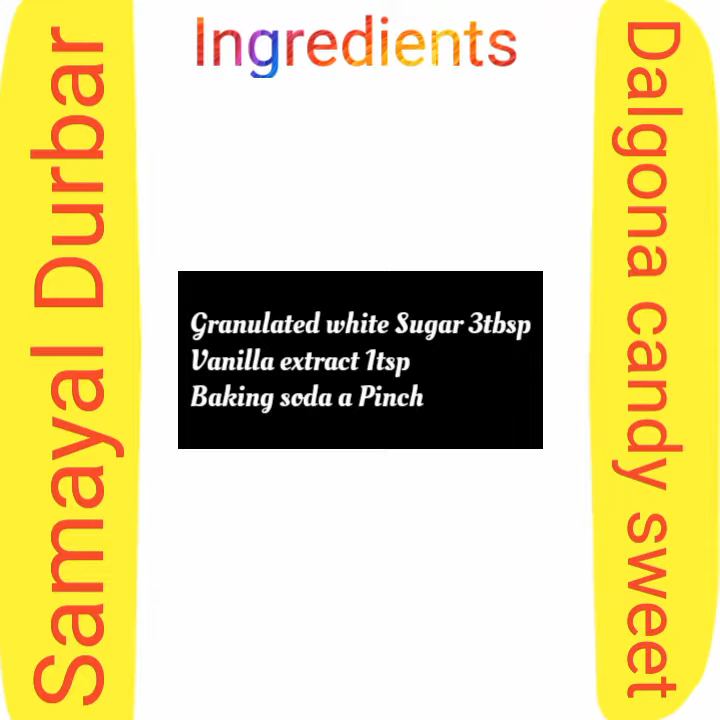 Ingredients
Samayal Durbar
Granulated white Sugar 3tbsp
Vanilla extract 1tsp
Baking soda a Pinch
Dalgona candy sweet